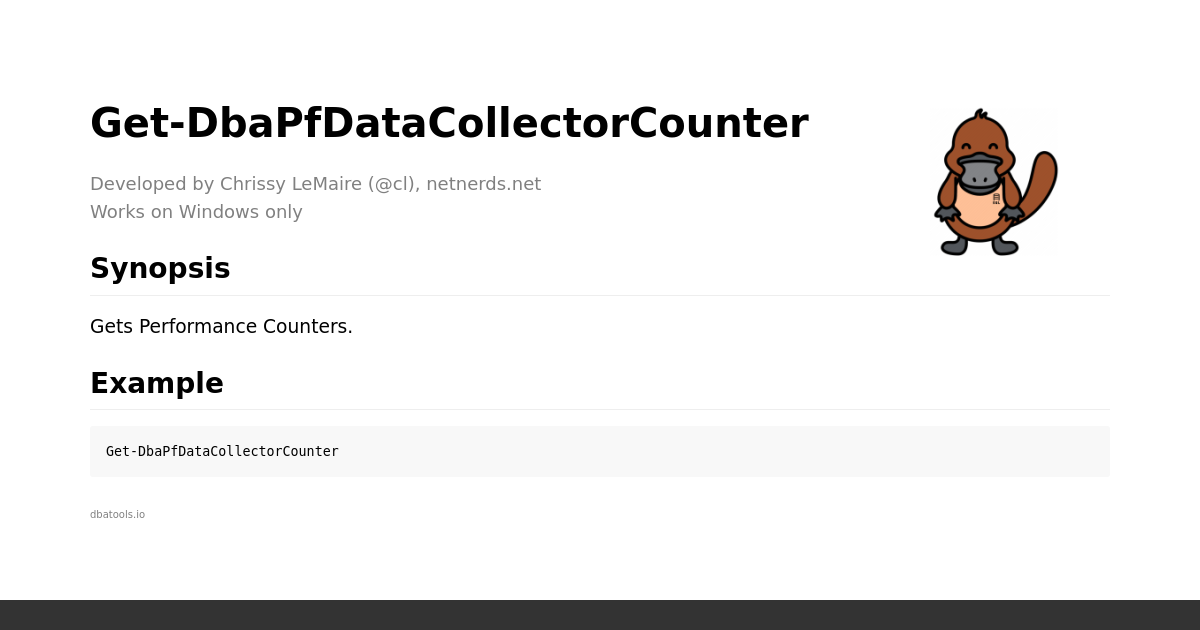 Get-DbaPfDataCollectorCounter
Developed by Chrissy LeMaire (@cl), netnerds.net
Works on Windows only
Synopsis
Gets Performance Counters.
Example
Get-DbaPfDataCollectorCounter
dbatools.io